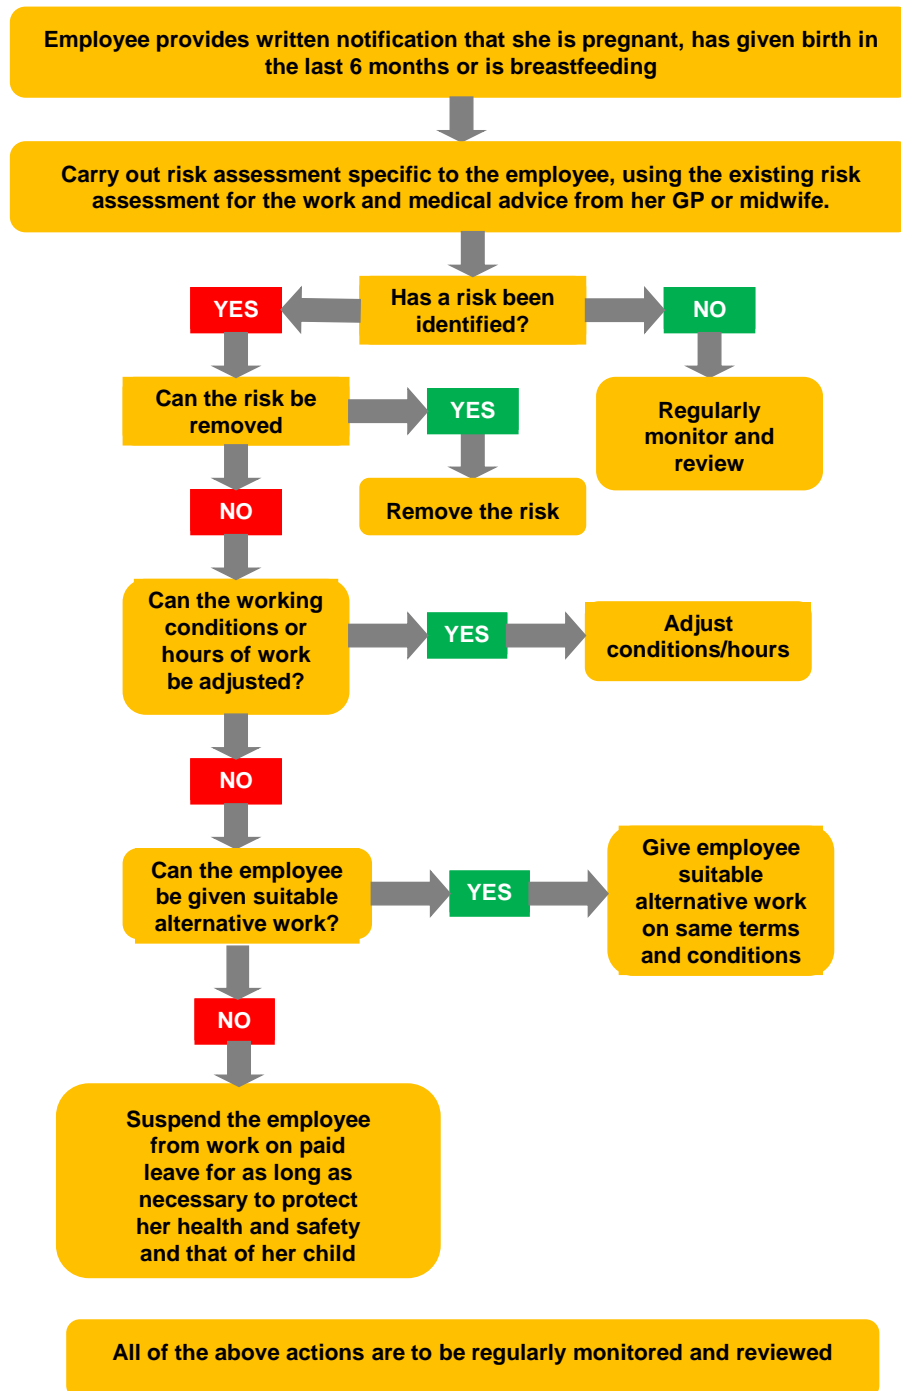 Employee provides written notification that she is pregnant, has given birth in
the last 6 months or is breastfeeding
Carry out risk assessment specific to the employee, using the existing risk
assessment for the work and medical advice from her GP or midwife.
Has a risk been
identified?
YES
NO
Can the risk be
removed
YES
Regularly
monitor and
review
Remove the risk
NO
Can the working
conditions or
hours of work
be adjusted?
YES
Adjust
conditions/hours
NO
Can the employee
be given suitable
alternative work?
YES
Give employee
suitable
alternative work
on same terms
and conditions
NO
Suspend the employee
from work on paid
leave for as long as
necessary to protect
her health and safety
and that of her child
All of the above actions are to be regularly monitored and reviewed